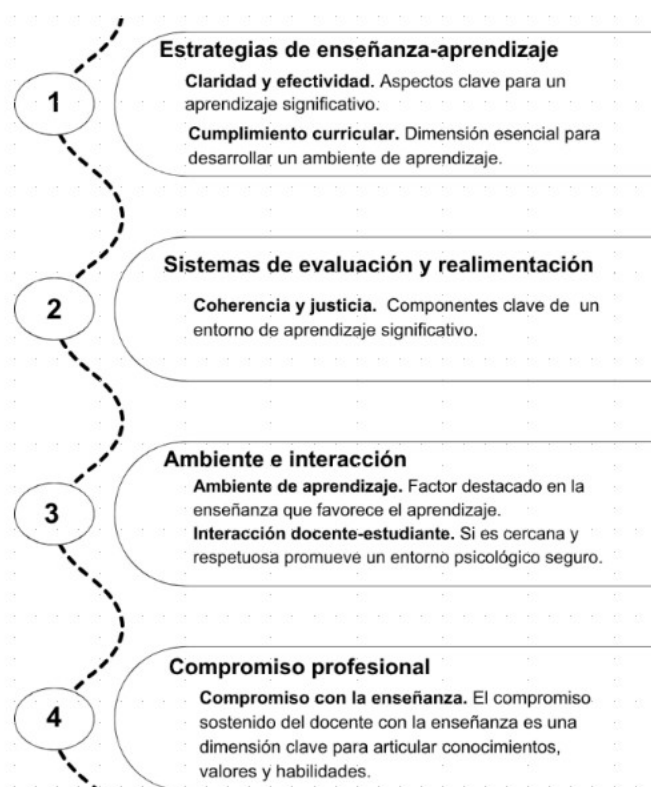 Estrategias de enseñanza-aprendizaje
1
Claridad y efectividad. Aspectos clave para un
aprendizaje significativo.
Cumplimiento curricular. Dimensión esencial para
desarrollar un ambiente de aprendizaje.
Sistemas de evaluación y realimentación
2
Coherencia y justicia. Componentes clave de un
entorno de aprendizaje significativo.
Ambiente e interacción
3
Ambiente de aprendizaje. Factor destacado en la
enseñanza que favorece el aprendizaje.
Interacción docente-estudiante. Si es cercana y
respetuosa promueve un entorno psicológico seguro.
Compromiso profesional
4
Compromiso con la enseñanza. El compromiso
sostenido del docente con la enseñanza es una
dimensión clave para articular conocimientos,
valores y habilidades.